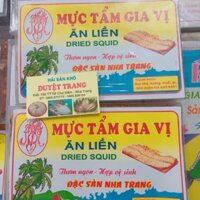 MỰC TẨM GIA VỊ
ĂN LIỀN
DRIED SQUID
Thơm ngon - Hợp vệ sinh
ĐẶC SẢN NHA TRANG
HẢI SẢN KHÔ
DUYỆT TRANG
MỰC TẨM GIA VỊ
ĂN LIỀN
DRIED SQUID
Thơm ngon - Hợp vệ sinh
ĐẶC SẢN NHA TRANG